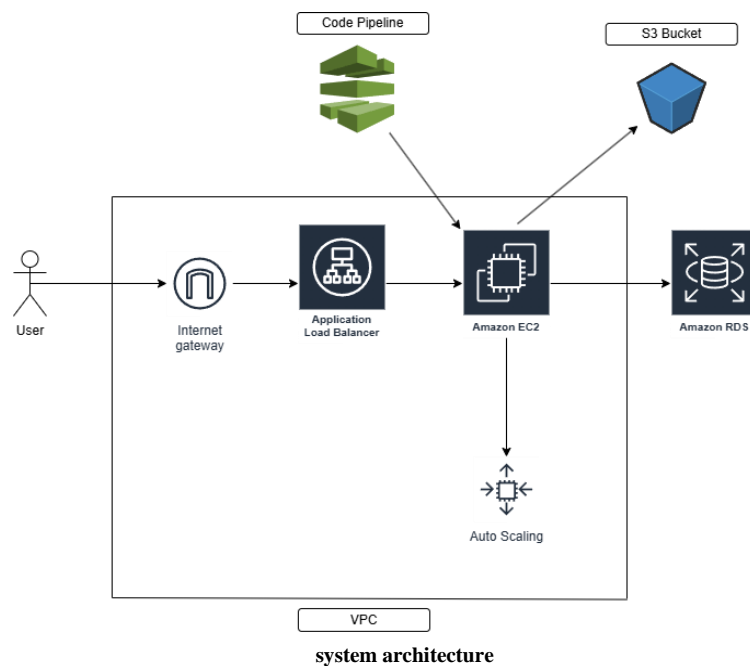 Code Pipeline
S3 Bucket
User
Internet
gateway
Application
Load Balancer
Amazon EC2
Amazon RDS
Auto Scaling
VPC
system architecture